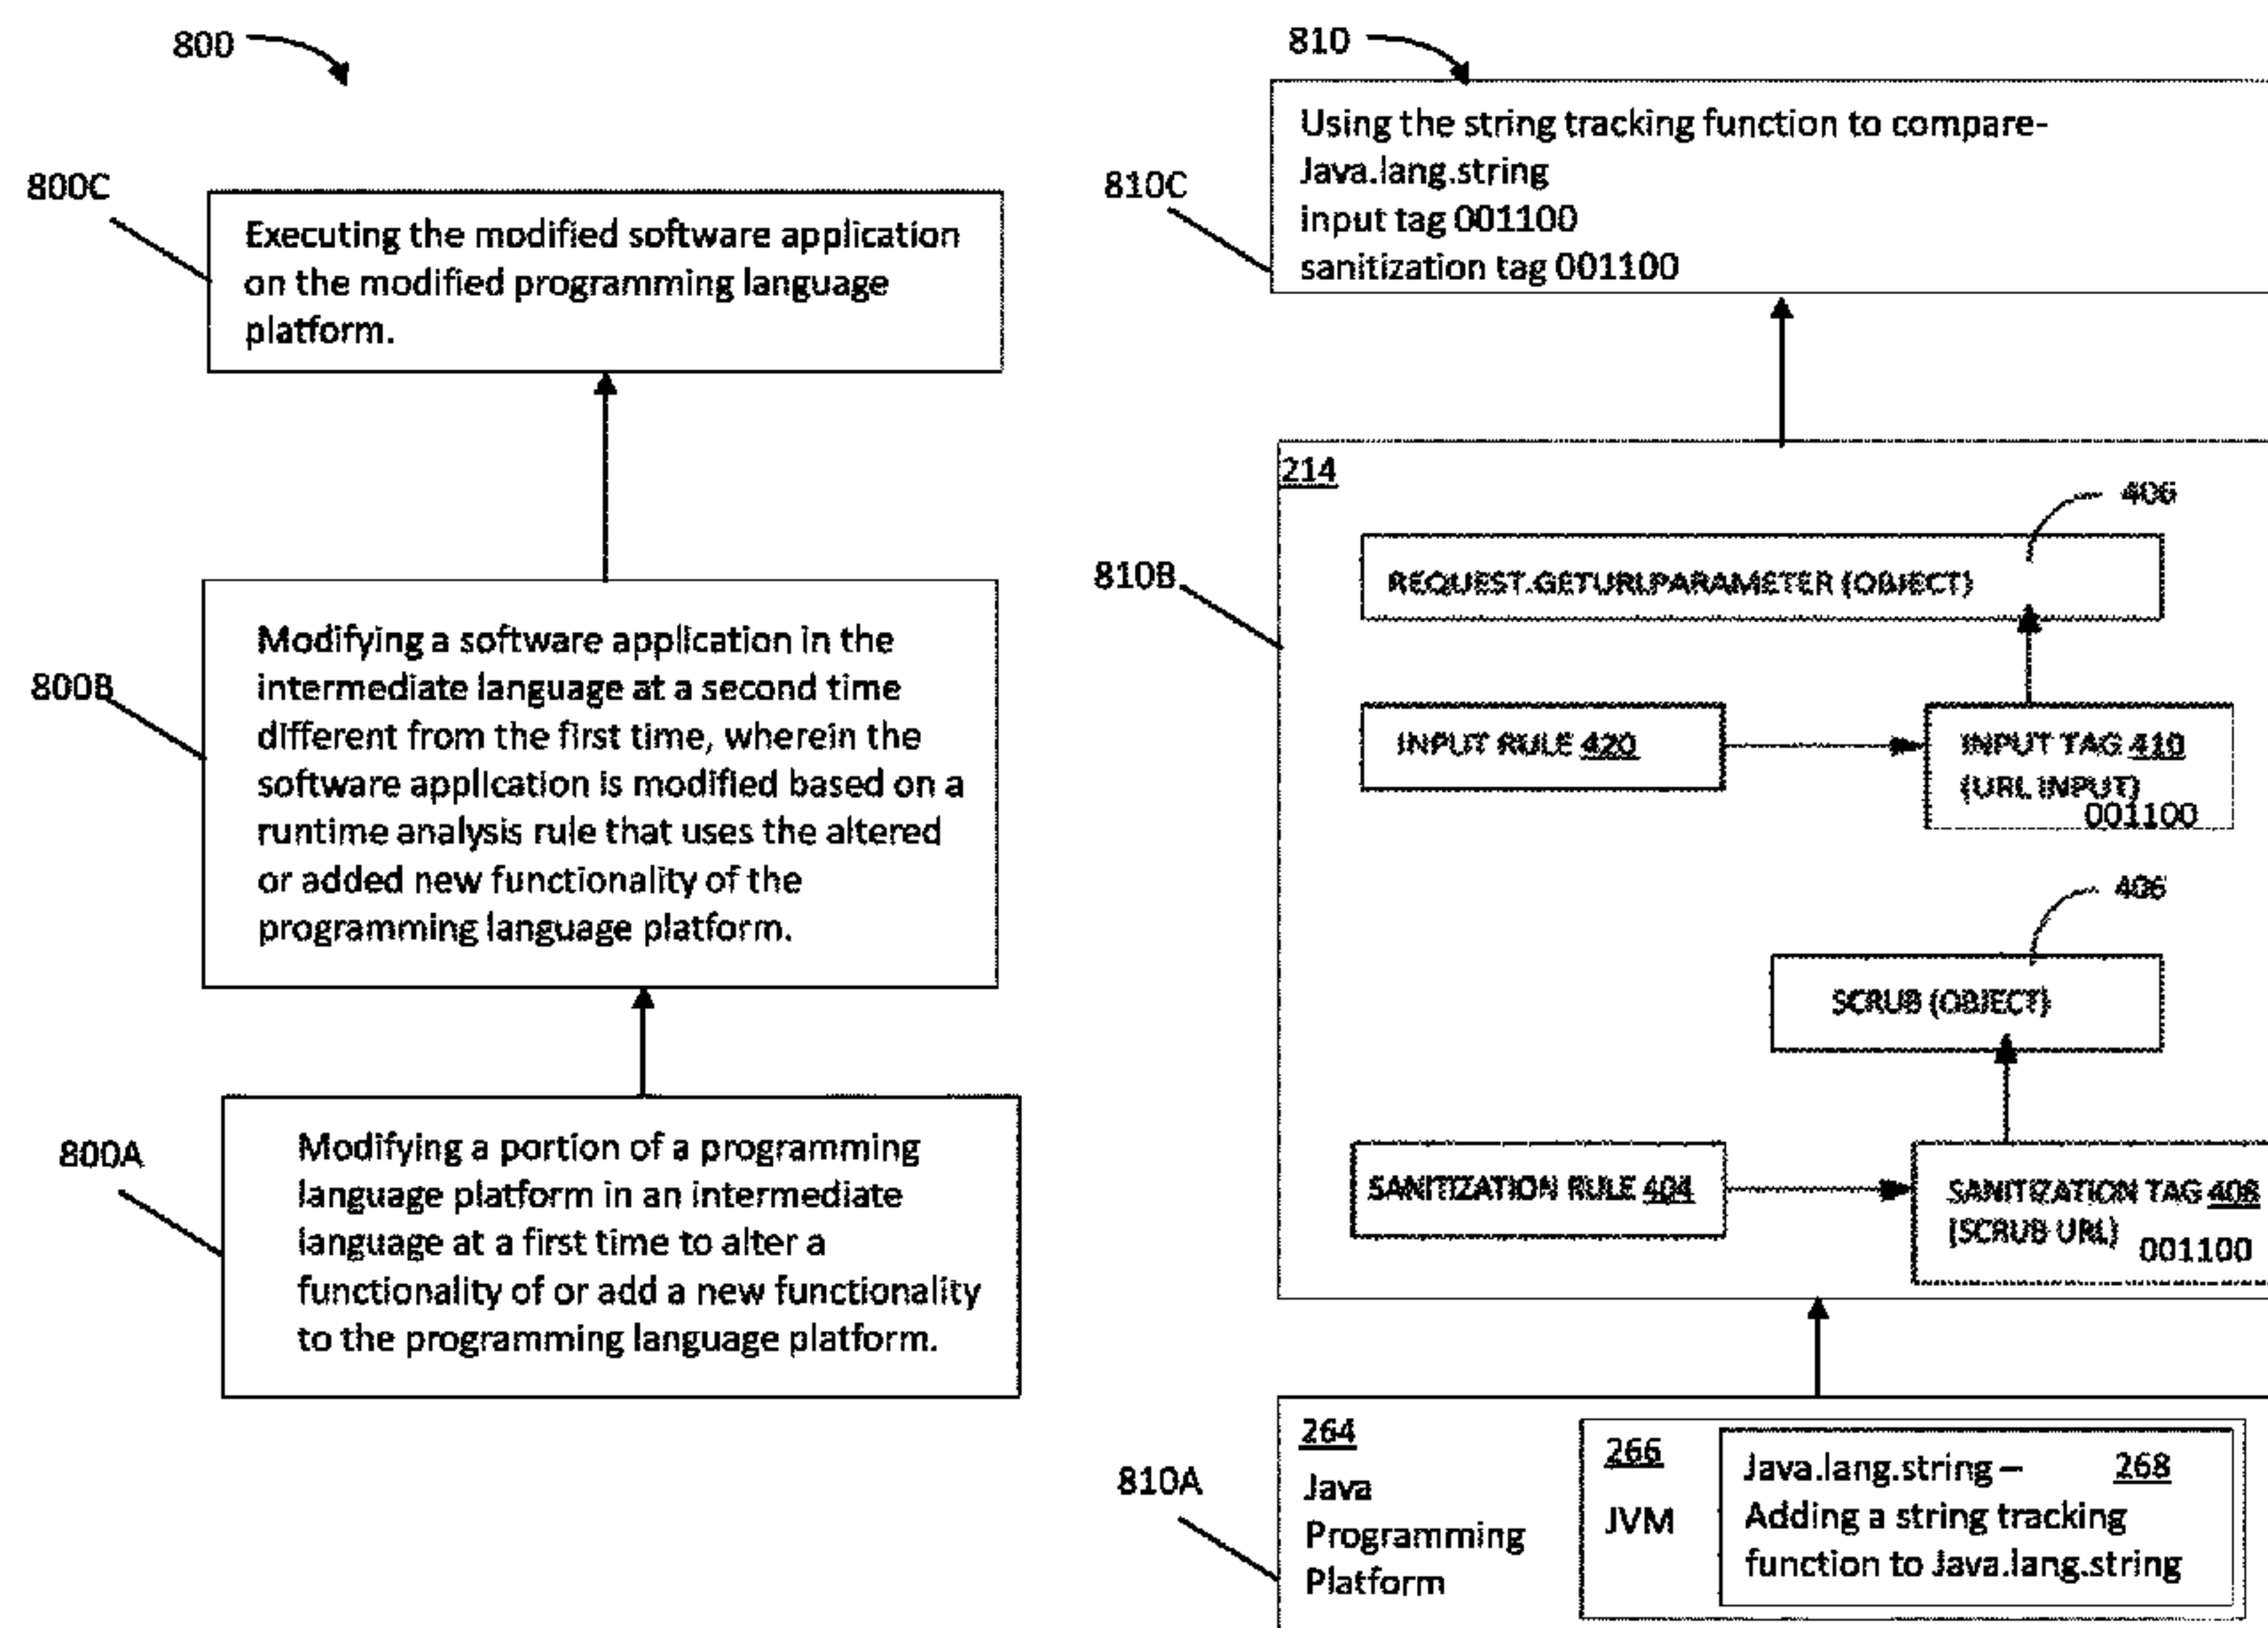 800
800C
Executing the modified software application
on the modified programming language
platform.
800B
Modifying a software application in the
intermediate language at a second time
different from the first time, wherein the
software application is modified based on a
runtime analysis rule that uses the altered
or added new functionality of the
programming language platform.
800A
Modifying a portion of a programming
language platform in an intermediate
language at a first time to alter a
functionality of or add a new functionality
to the programming language platform.
810
810C
Using the string tracking function to compare-
Java.lang.string
input tag 001100
sanitization tag 001100
810B
214
406
REQUEST.GETURLPARAMETER (OBJECT)
INPUT RULE 420
INPUT TAG 410
(URL INPUT)
001100
406
SCRUB (OBJECT)
SANITIZATION RULE 404
SANITIZATION TAG 408
(SCRUB URL)
001100
810A
264
Java
Programming
Platform
266
JVM
Java.lang.string – 268
Adding a string tracking
function to Java.lang.string